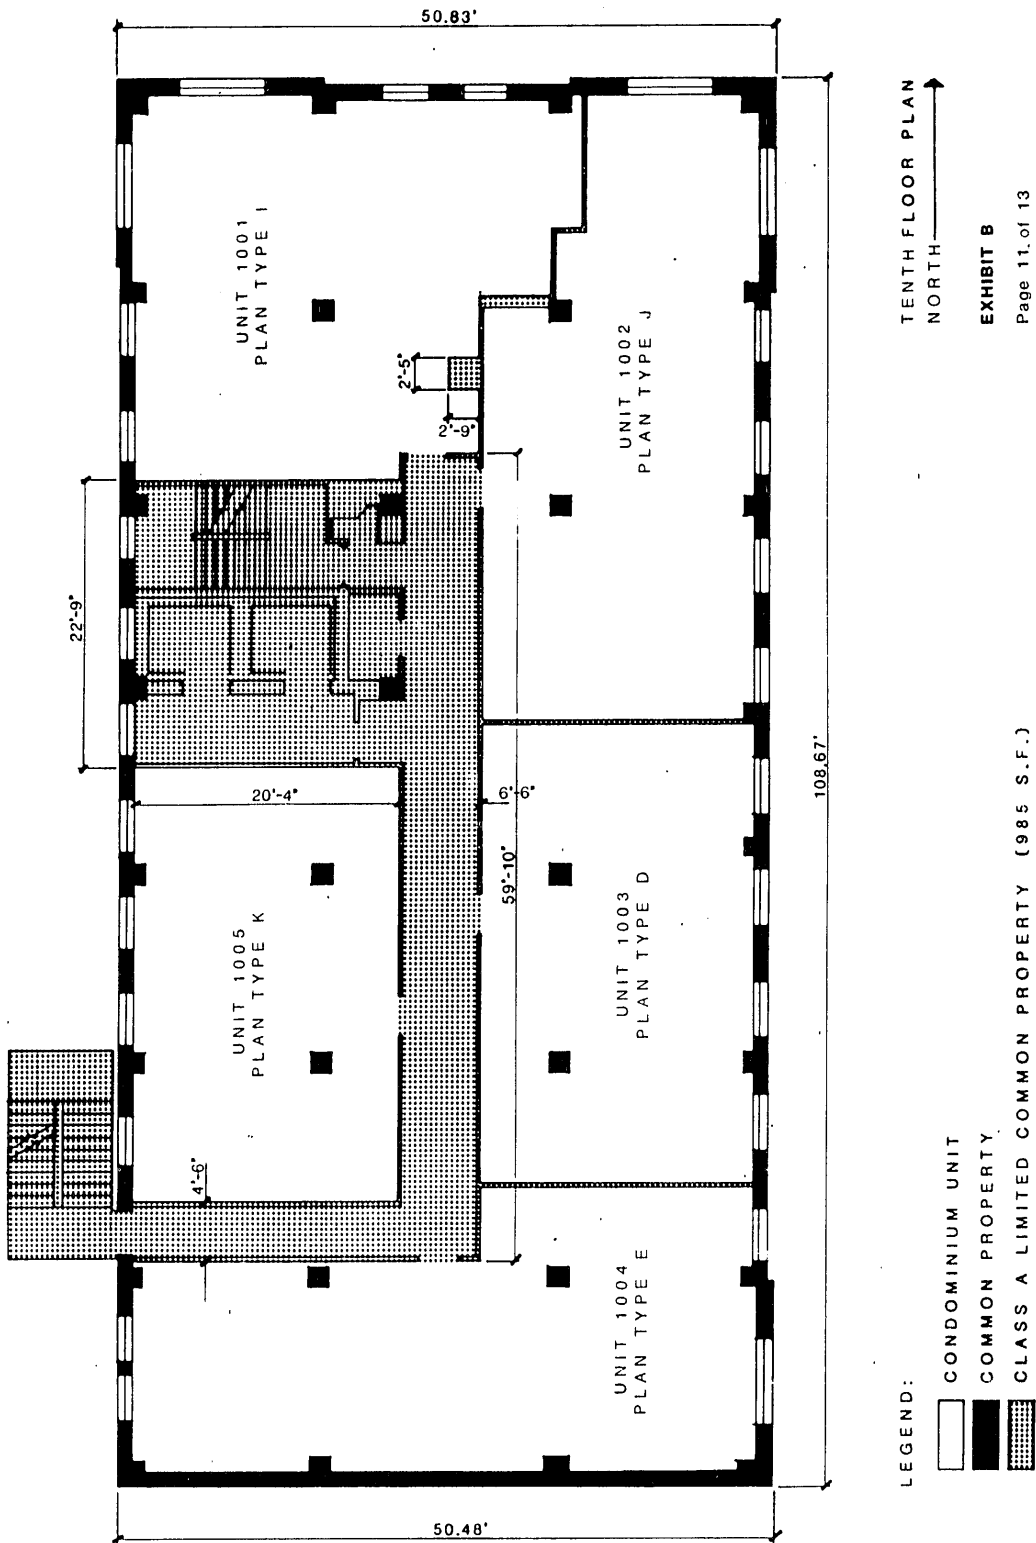 50.83'
UNIT 1001
PLAN TYPE I
2'-5"
2'-9"
UNIT 1002
PLAN TYPE J
22'-9"
20'-4"
6'-6"
59'-10"
108.67'
UNIT 1005
PLAN TYPE K
UNIT 1003
PLAN TYPE D
4'-6"
UNIT 1004
PLAN TYPE E
50.48'
TENTH FLOOR PLAN
NORTH
EXHIBIT B
Page 11 of 13
LEGEND:
CONDOMINIUM UNIT
COMMON PROPERTY
CLASS A LIMITED COMMON PROPERTY (985 S.F.)